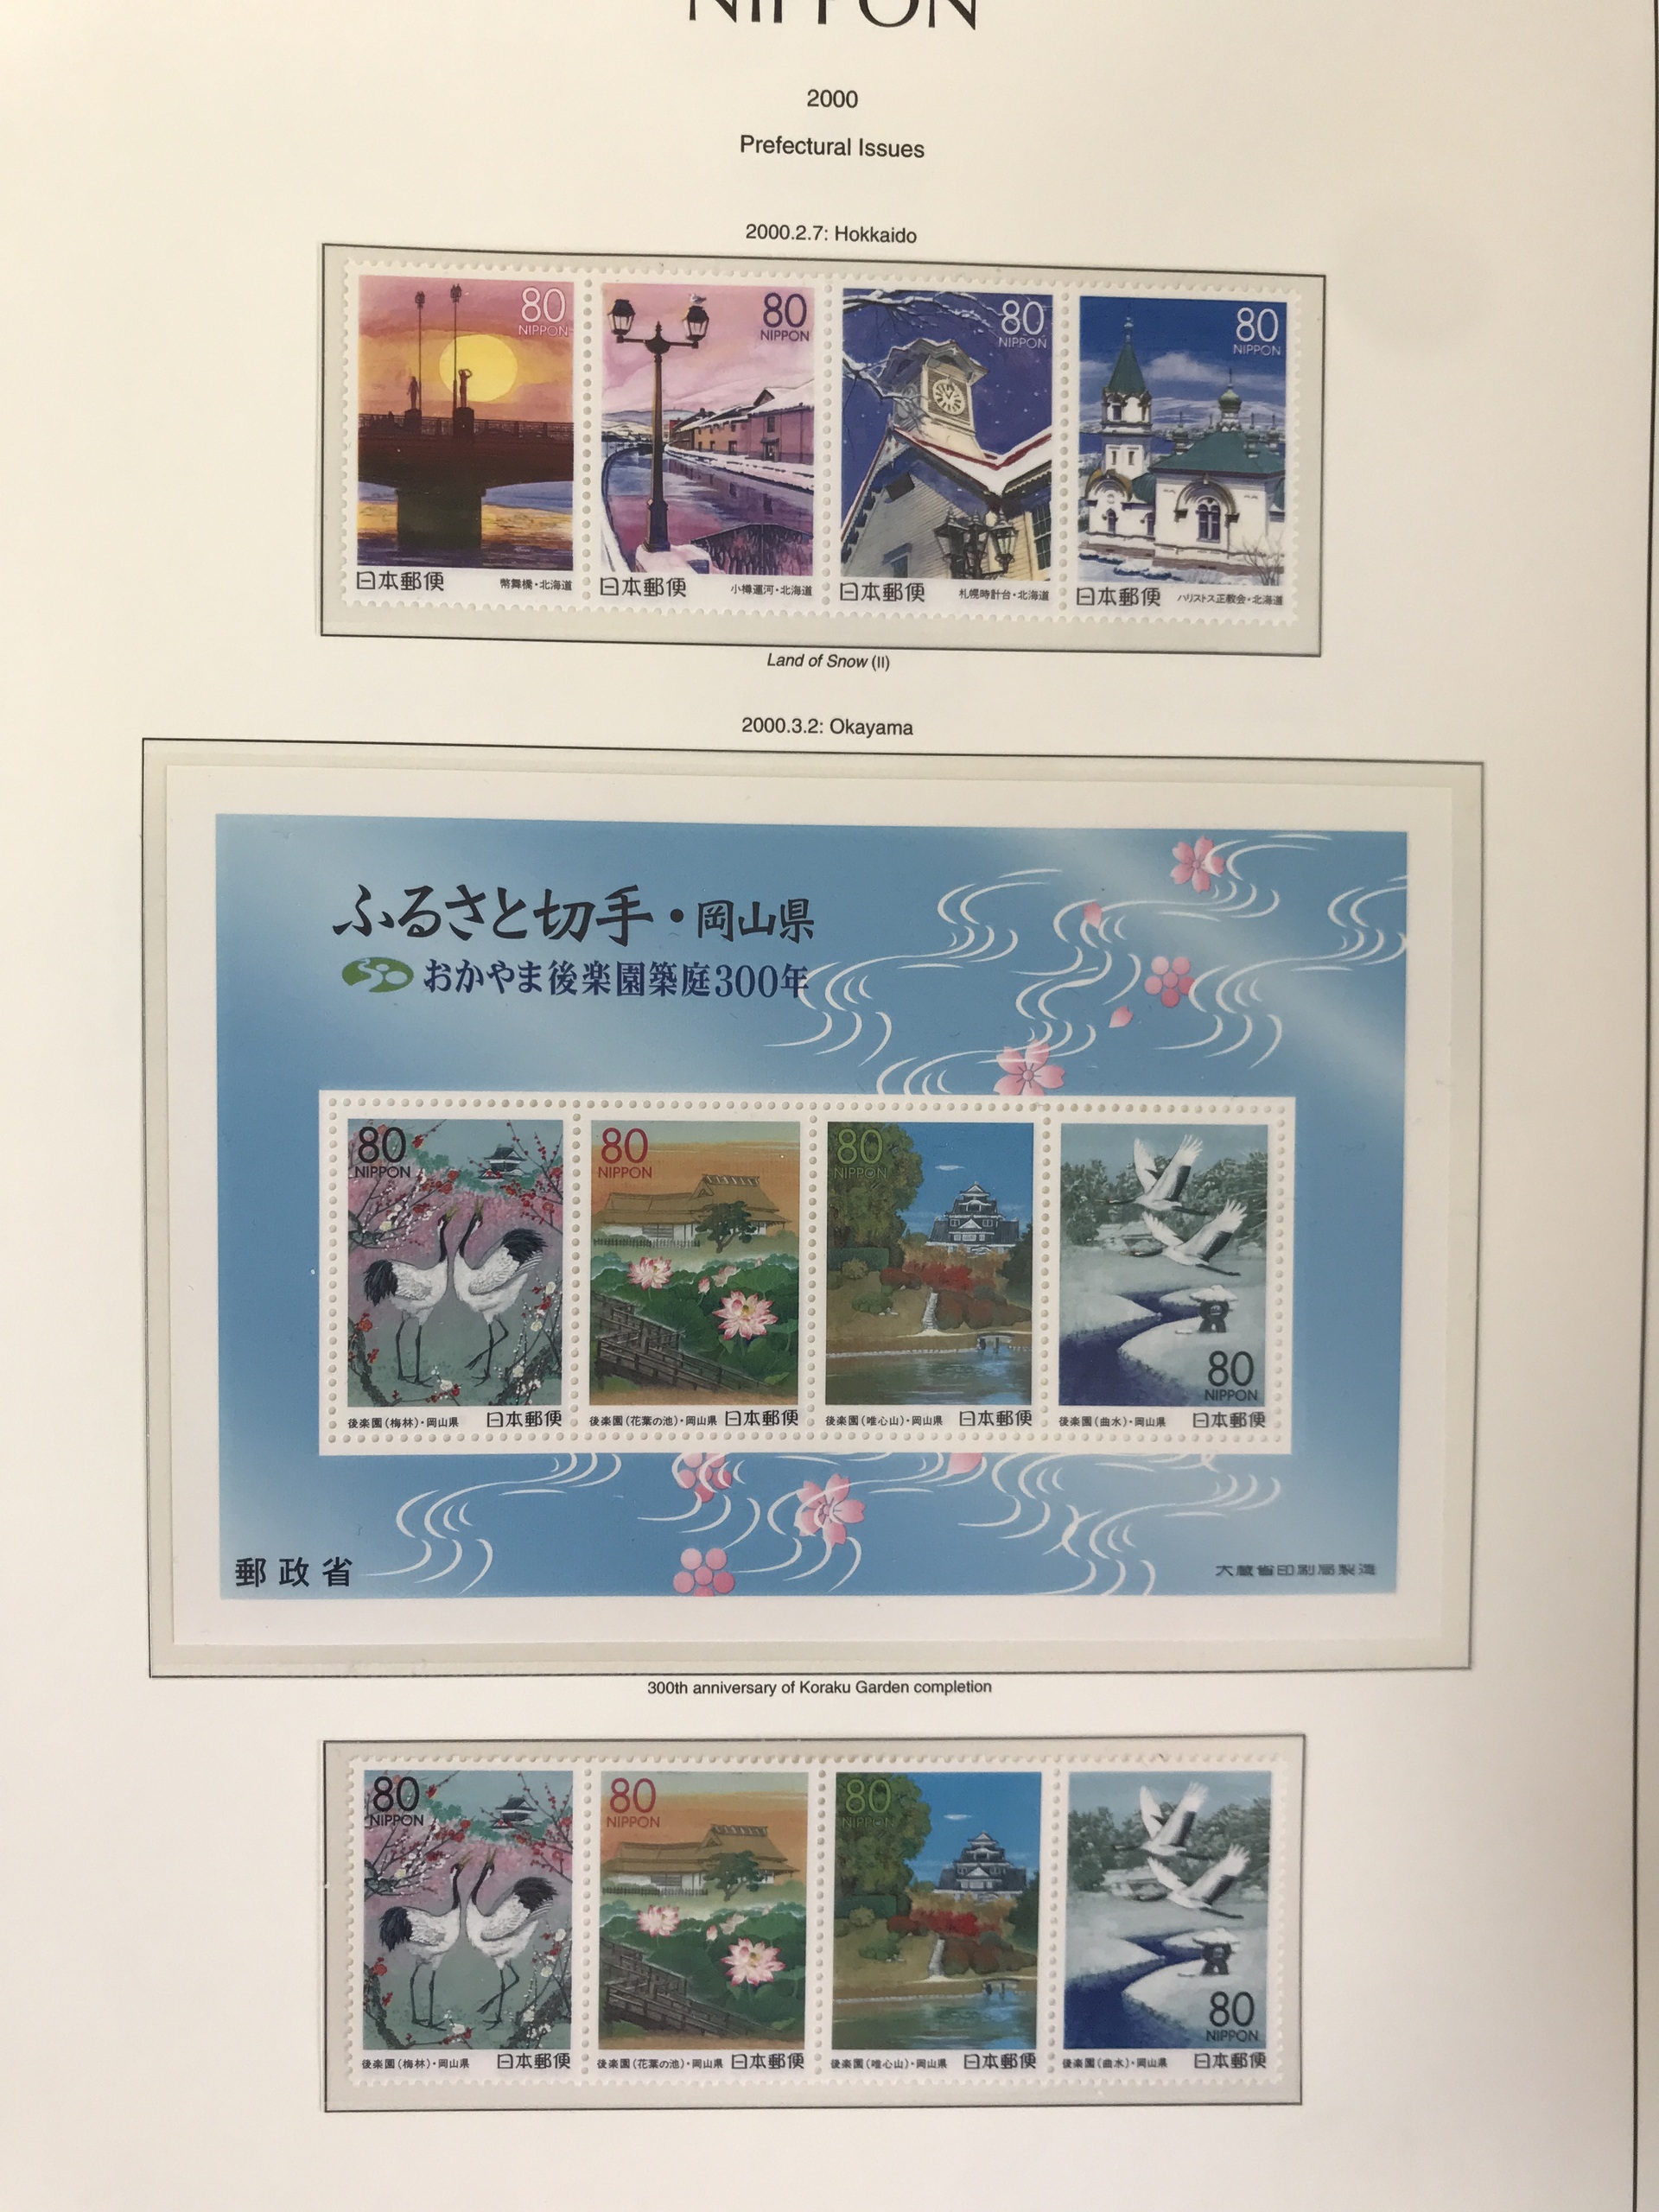 NIPPON
2000
Prefectural Issues
2000.2.7: Hokkaido
80
NIPPON
日本郵便 幣舞橋・北海道
80
NIPPON
日本郵便 小樽運河・北海道
80
NIPPON
日本郵便 札幌時計台・北海道
80
NIPPON
日本郵便 ハリストス正教会・北海道
Land of Snow (II)
2000.3.2: Okayama
ふるさと切手・岡山県
おかやま後楽園築庭300年
80
NIPPON
後楽園(梅林)・岡山県 日本郵便
80
NIPPON
後楽園(花葉の池)・岡山県 日本郵便
80
NIPPON
後楽園(唯心山)・岡山県 日本郵便
80
NIPPON
後楽園(曲水)・岡山県 日本郵便
郵政省
大蔵省印刷局製造
300th anniversary of Koraku Garden completion
80
NIPPON
後楽園(梅林)・岡山県 日本郵便
80
NIPPON
後楽園(花葉の池)・岡山県 日本郵便
80
NIPPON
後楽園(唯心山)・岡山県 日本郵便
80
NIPPON
後楽園(曲水)・岡山県 日本郵便